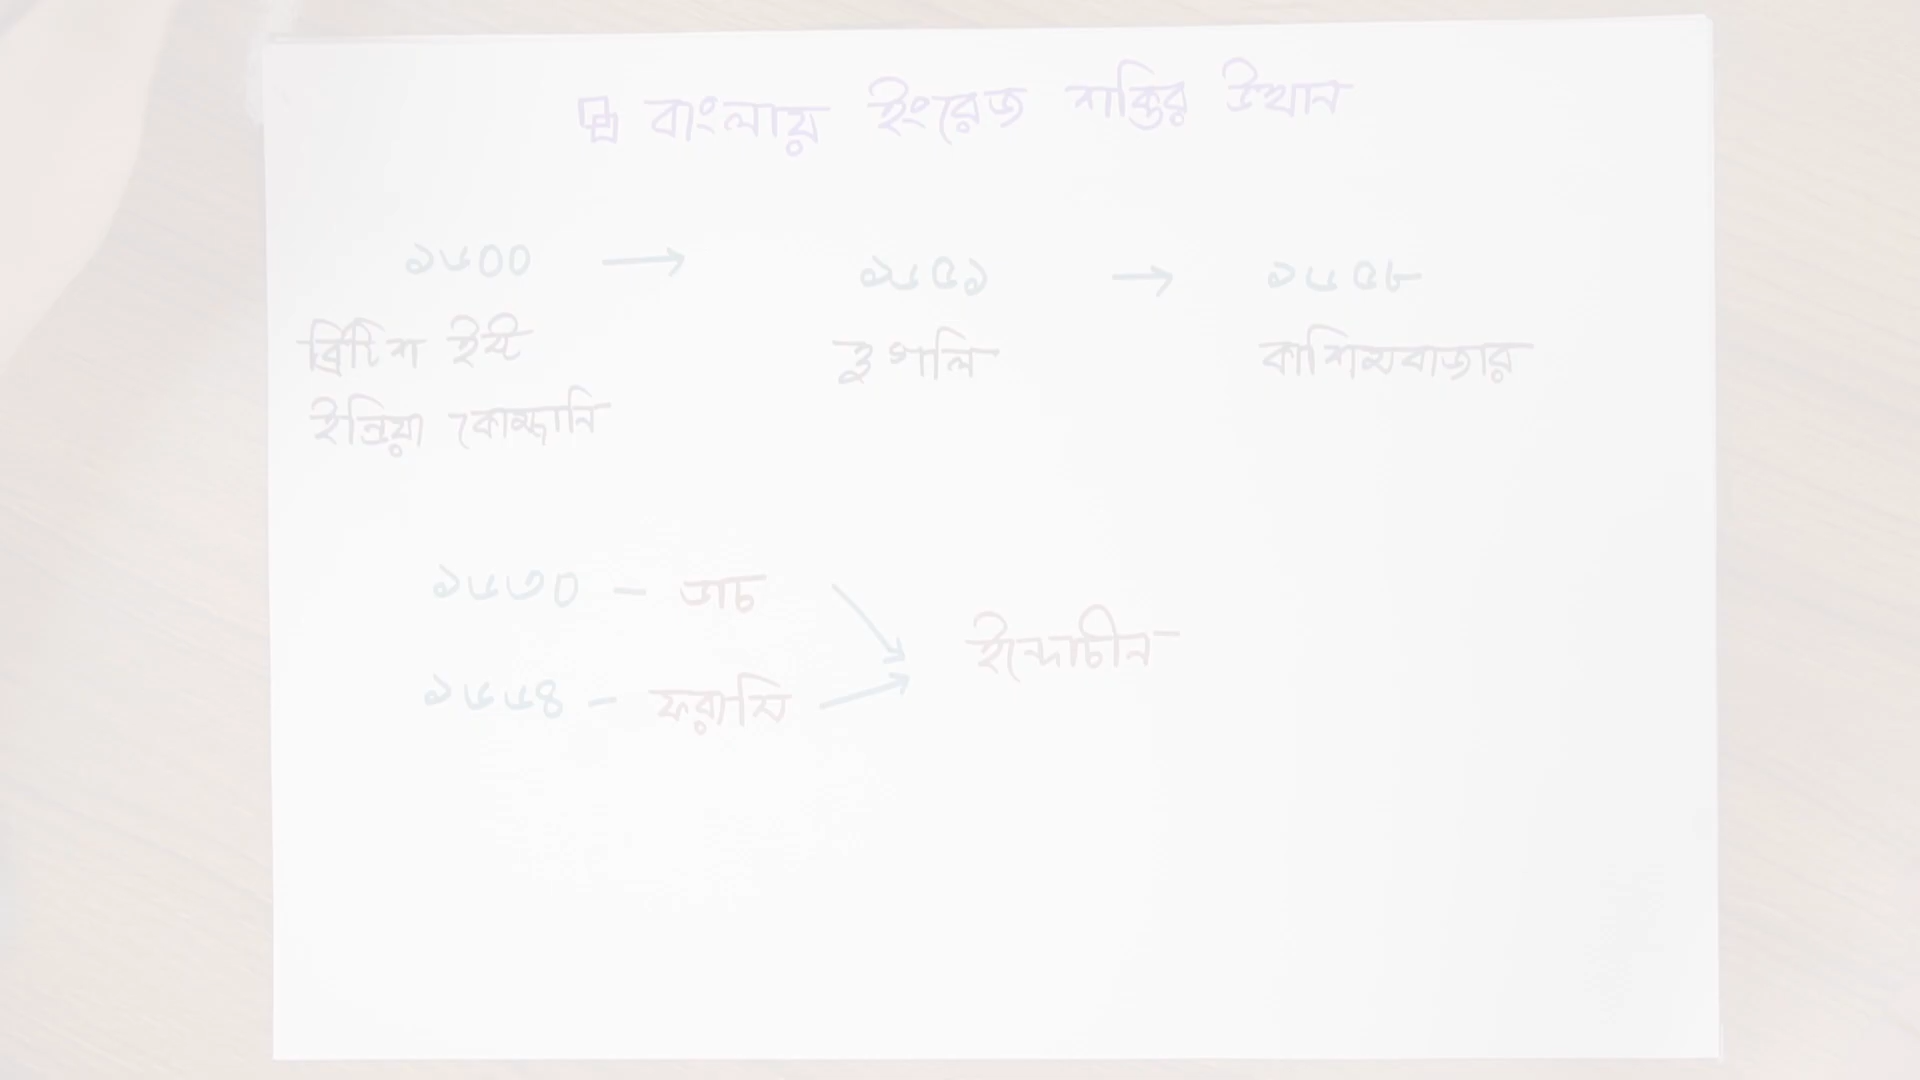 বাংলায় ইংরেজ শক্তির উত্থান
১৬০০ → ১৬৫১ → ১৬৫৮
ব্রিটিশ ইস্ট হুগলি কাশিমবাজার
ইন্ডিয়া কোম্পানি
১৬৩০ - ডাচ
ইন্দোচীন
১৬৬৪ - ফরাসি